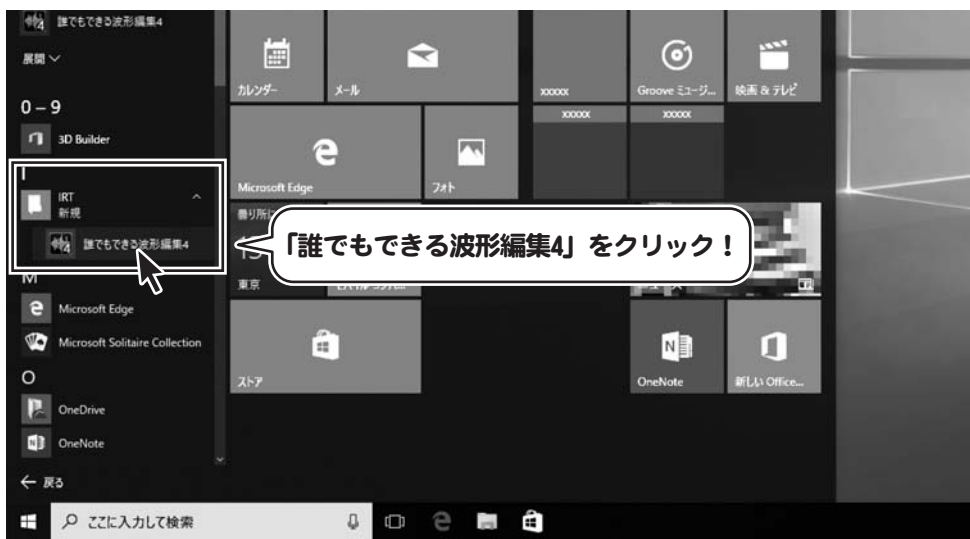 誰でもできる波形編集4
展開
0 – 9
3D Builder
I
IRT
新規
誰でもできる波形編集4
M
Microsoft Edge
Microsoft Solitaire Collection
O
OneDrive
OneNote
戻る
ここに入力して検索
カレンダー
メール
xxxxx
Groove ミュージ...
映画 & テレビ
xxxxx
xxxxx
Microsoft Edge
フォト
東京
「誰でもできる波形編集4」をクリック！
ストア
OneNote
新しい Office...